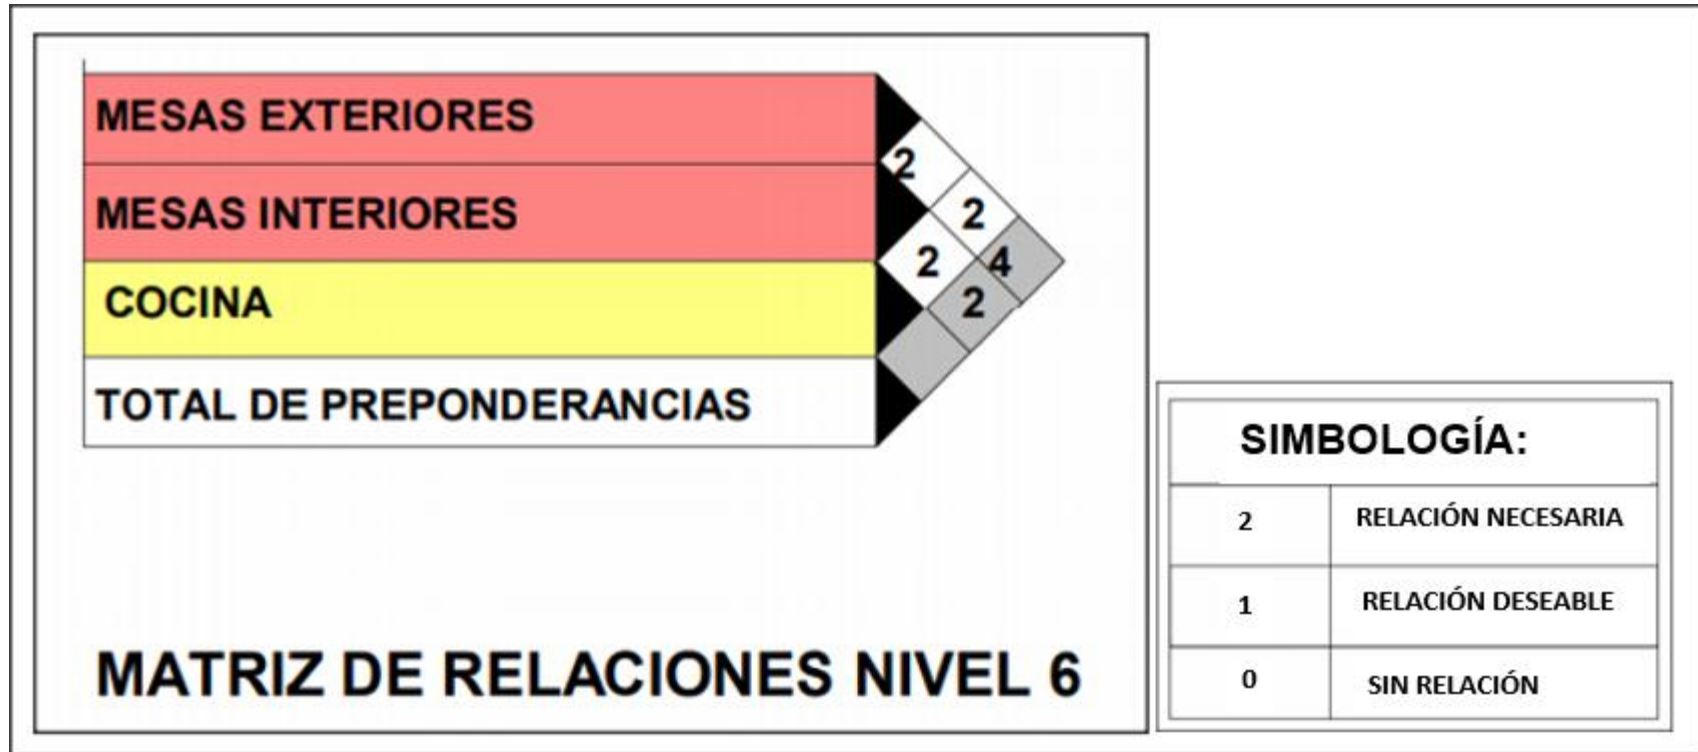 MESAS EXTERIORES
2
MESAS INTERIORES
2
2
4
COCINA
2
TOTAL DE PREPONDERANCIAS
MATRIZ DE RELACIONES NIVEL 6
SIMBOLOGÍA:
2 RELACIÓN NECESARIA
1 RELACIÓN DESEABLE
0 SIN RELACIÓN